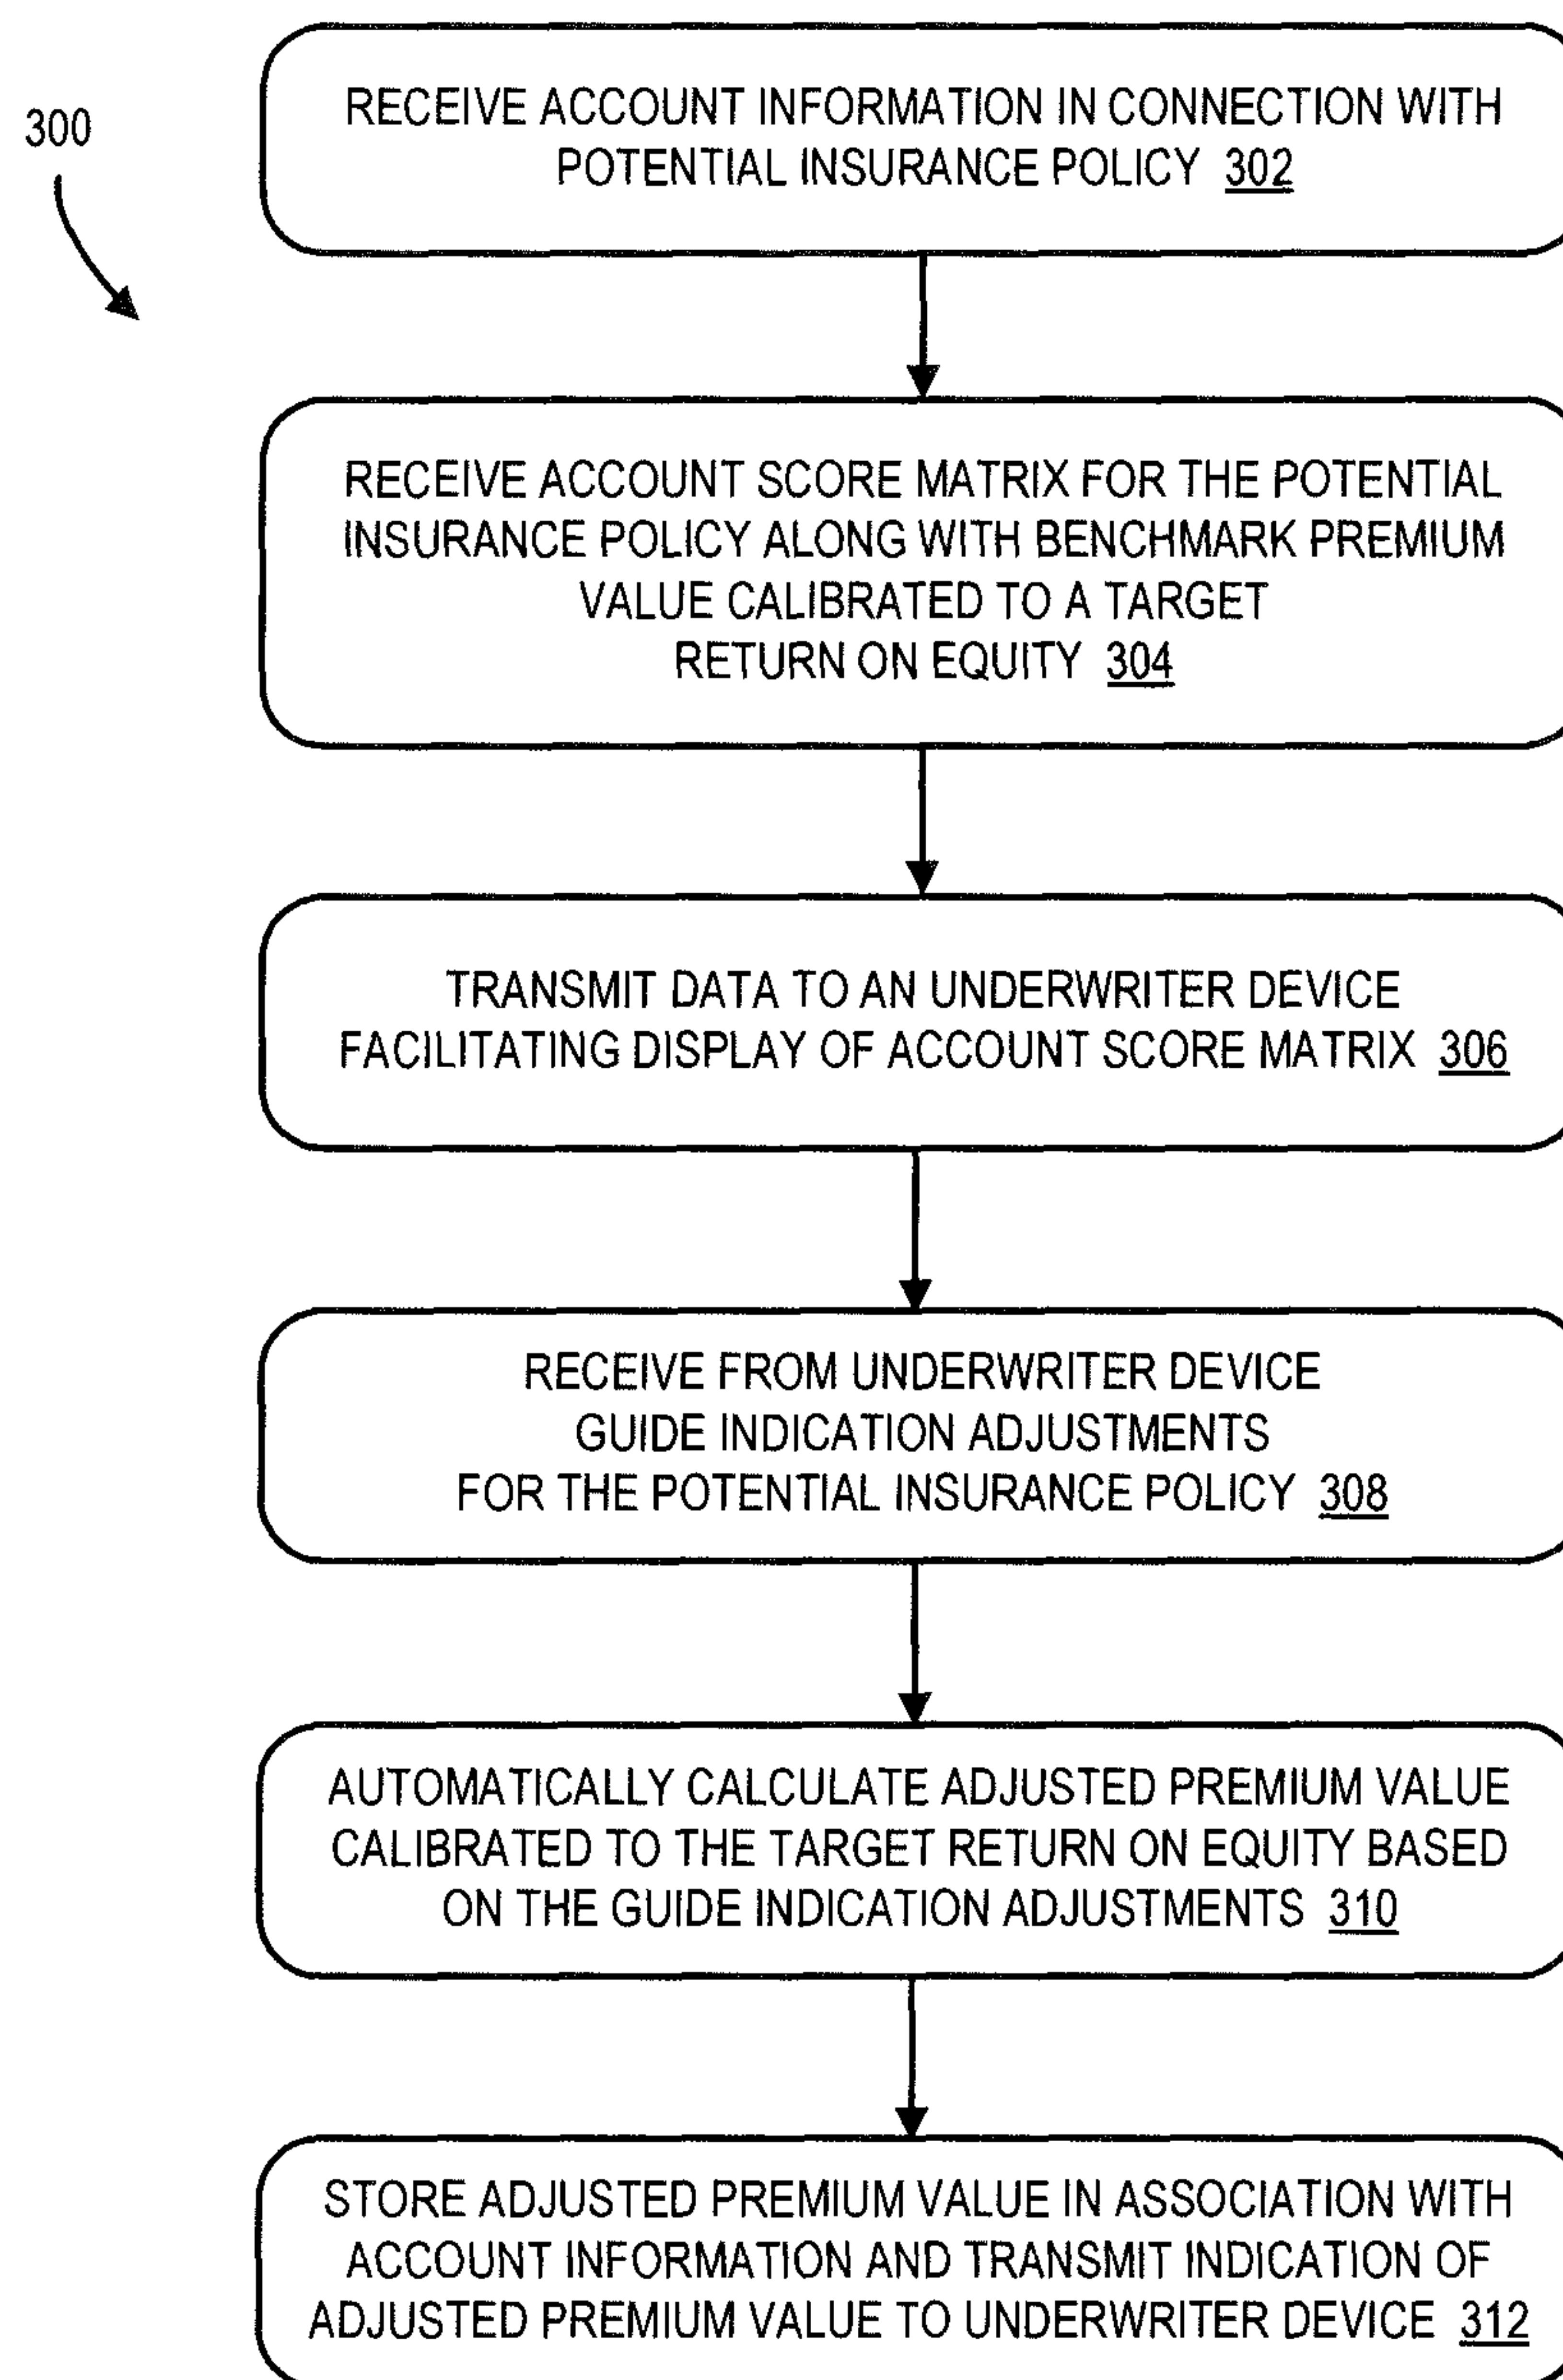 300
RECEIVE ACCOUNT INFORMATION IN CONNECTION WITH
POTENTIAL INSURANCE POLICY 302
RECEIVE ACCOUNT SCORE MATRIX FOR THE POTENTIAL
INSURANCE POLICY ALONG WITH BENCHMARK PREMIUM
VALUE CALIBRATED TO A TARGET
RETURN ON EQUITY 304
TRANSMIT DATA TO AN UNDERWRITER DEVICE
FACILITATING DISPLAY OF ACCOUNT SCORE MATRIX 306
RECEIVE FROM UNDERWRITER DEVICE
GUIDE INDICATION ADJUSTMENTS
FOR THE POTENTIAL INSURANCE POLICY 308
AUTOMATICALLY CALCULATE ADJUSTED PREMIUM VALUE
CALIBRATED TO THE TARGET RETURN ON EQUITY BASED
ON THE GUIDE INDICATION ADJUSTMENTS 310
STORE ADJUSTED PREMIUM VALUE IN ASSOCIATION WITH
ACCOUNT INFORMATION AND TRANSMIT INDICATION OF
ADJUSTED PREMIUM VALUE TO UNDERWRITER DEVICE 312